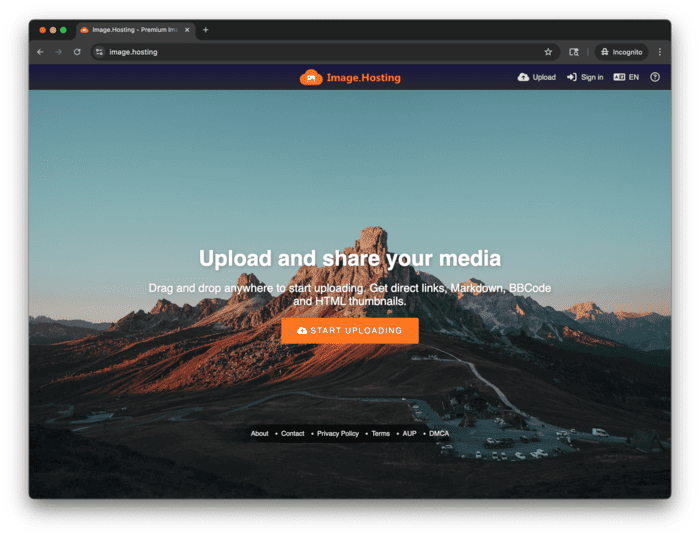 Image.Hosting - Premium Ima
image.hosting
Incognito
Image.Hosting
Upload
Sign in
EN
Upload and share your media
Drag and drop anywhere to start uploading. Get direct links, Markdown, BBCode
and HTML thumbnails.
START UPLOADING
About • Contact • Privacy Policy • Terms • AUP • DMCA